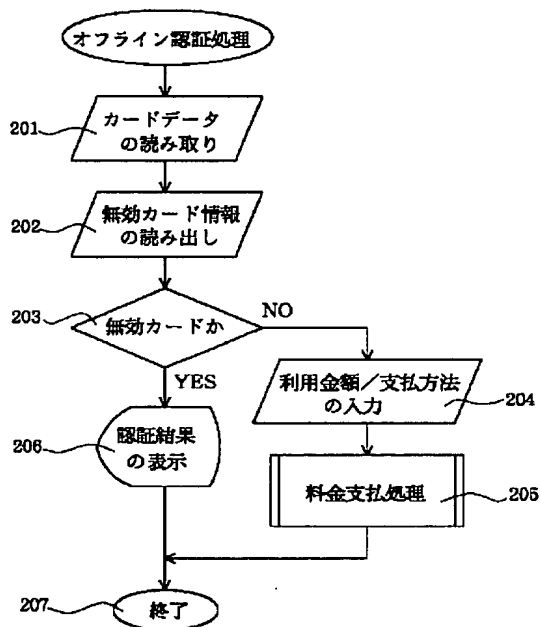 オフライン認証処理
201
カードデータ
の読み取り
202
無効カード情報
の読み出し
203
無効カードか
NO
YES
利用金額／支払方法
の入力
204
206
認証結果
の表示
料金支払処理
205
207
終了